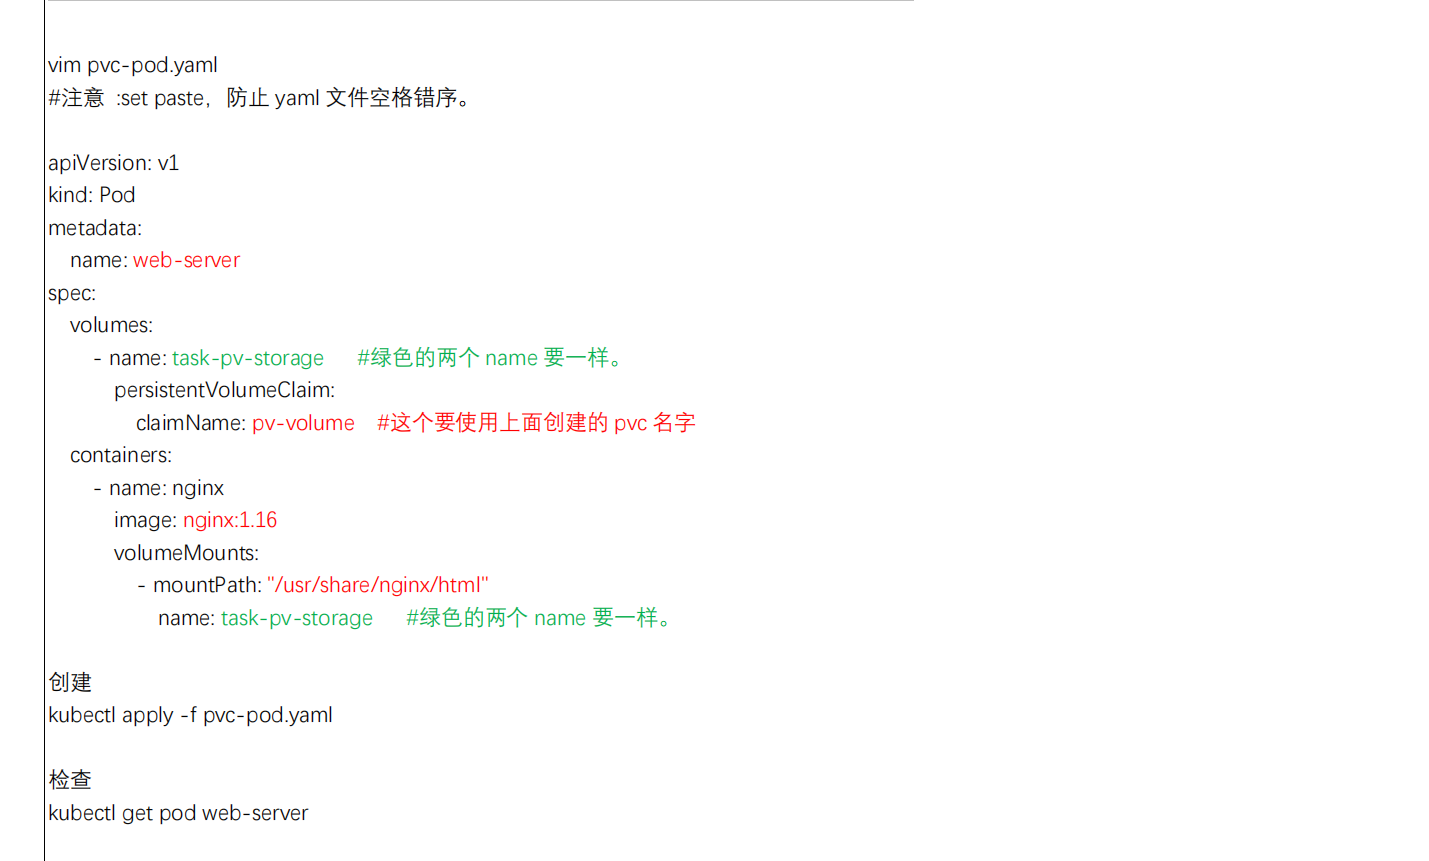 vim pvc-pod.yaml
#注意  :set paste，防止 yaml 文件空格错序。
apiVersion: v1
kind: Pod
metadata:
    name: web-server
spec:
    volumes:
        - name: task-pv-storage      #绿色的两个 name 要一样。
            persistentVolumeClaim:
                claimName: pv-volume    #这个要使用上面创建的 pvc 名字
    containers:
        - name: nginx
            image: nginx:1.16
            volumeMounts:
                - mountPath: "/usr/share/nginx/html"
                    name: task-pv-storage      #绿色的两个 name 要一样。
创建
kubectl apply -f pvc-pod.yaml
检查
kubectl get pod web-server